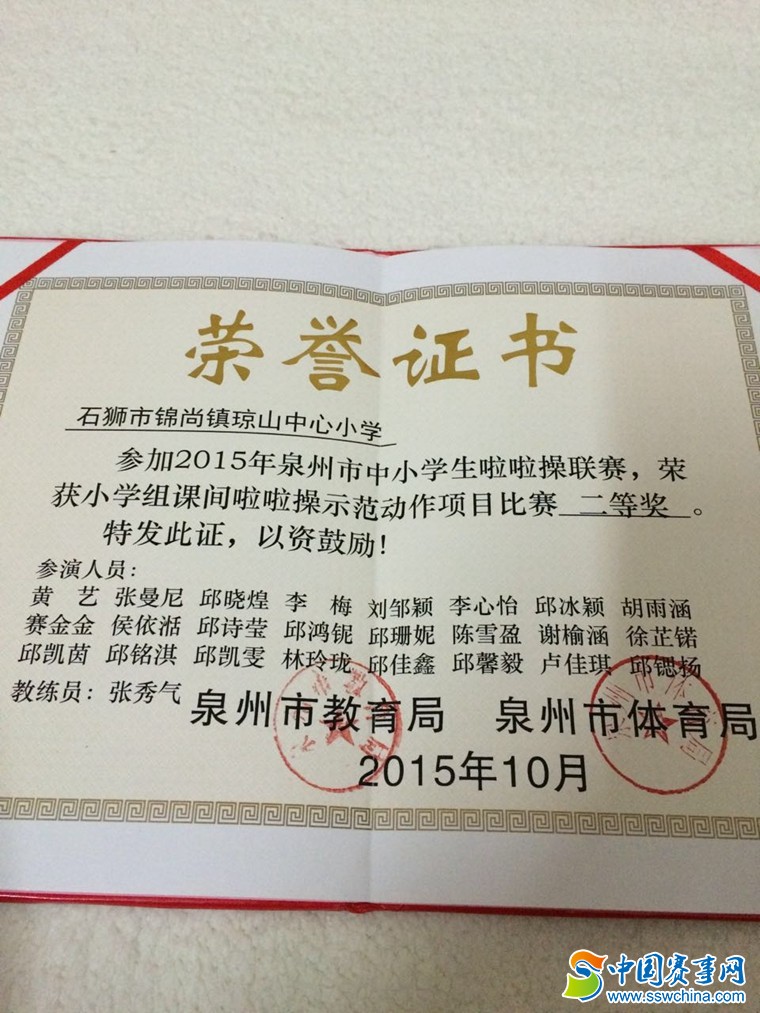 荣誉证书
石狮市锦尚镇琼山中心小学
参加2015年泉州市中小学生啦啦操联赛，荣
获小学组课间啦啦操示范动作项目比赛 二等奖 。
特发此证，以资鼓励！
参演人员：
黄 艺 张曼尼 邱晓煌 李 梅 刘邹颖 李心怡 邱冰颖 胡雨涵
赛金金 侯依湉 邱诗莹 邱鸿铌 邱珊妮 陈雪盈 谢榆涵 徐芷锘
邱凯茵 邱铭淇 邱凯雯 林玲珑 邱佳鑫 邱馨毅 卢佳琪 邱锶扬
教练员：张秀气
泉州市教育局 泉州市体育局
2015年10月
中国赛事网
www.sswchina.com